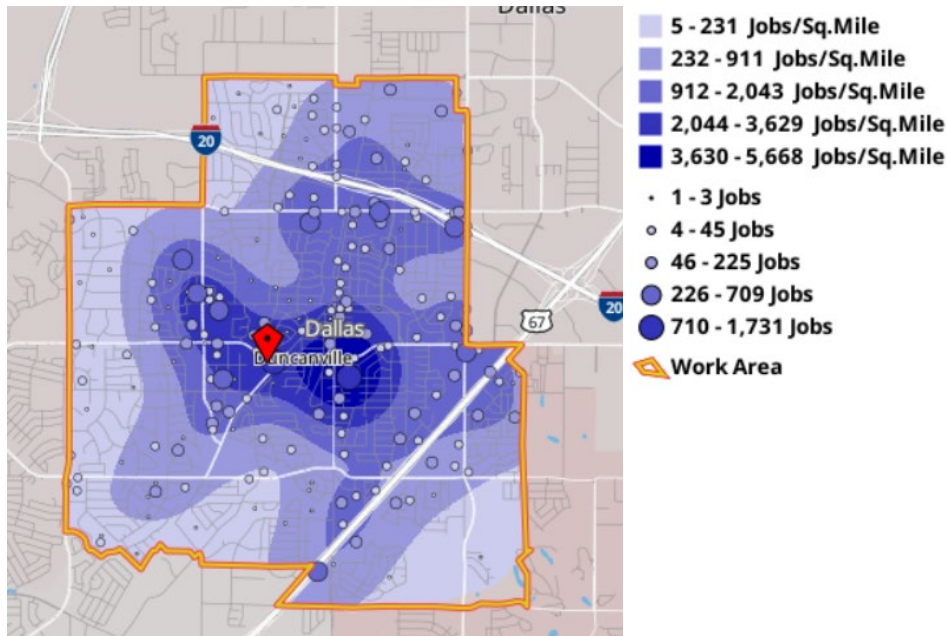 Dallas
20
67
20
Dallas
Duncanville
5 - 231 Jobs/Sq.Mile
232 - 911 Jobs/Sq.Mile
912 - 2,043 Jobs/Sq.Mile
2,044 - 3,629 Jobs/Sq.Mile
3,630 - 5,668 Jobs/Sq.Mile
1 - 3 Jobs
4 - 45 Jobs
46 - 225 Jobs
226 - 709 Jobs
710 - 1,731 Jobs
Work Area